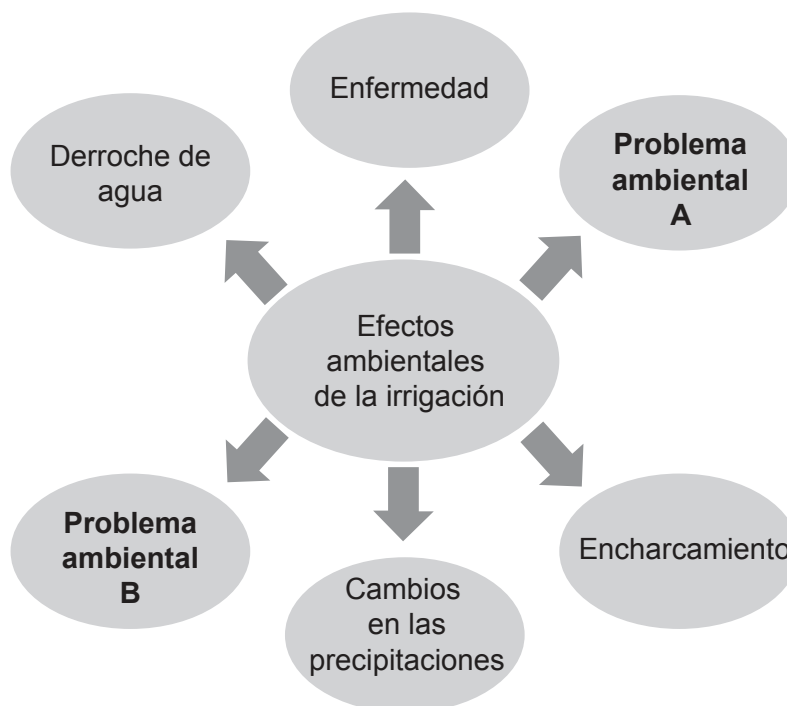 Enfermedad
Derroche de
agua
Problema
ambiental
A
Efectos
ambientales
de la irrigación
Problema
ambiental
B
Encharcamiento
Cambios
en las
precipitaciones